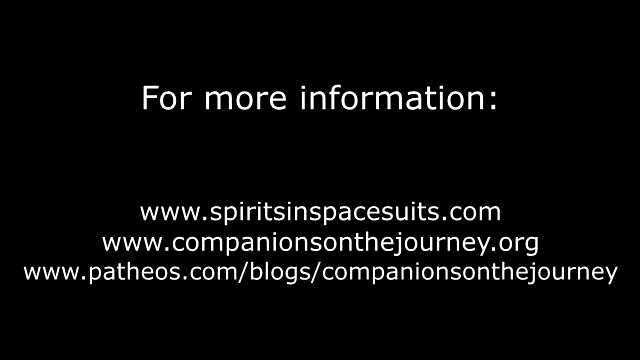 For more information:
www.spiritsinspacesuits.com
www.companionsonthejourney.org
www.patheos.com/blogs/companionsonthejourney